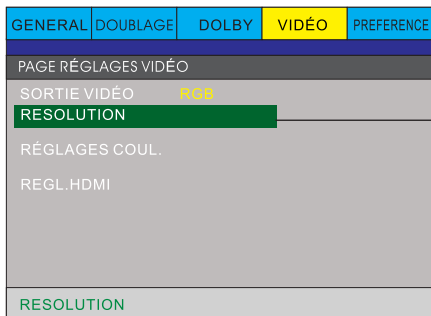 GENERAL DOUBLAGE DOLBY VIDÉO PREFERENCE
PAGE RÉGLAGES VIDÉO
SORTIE VIDÉO RGB
RESOLUTION
RÉGLAGES COUL.
REGL.HDMI
RESOLUTION